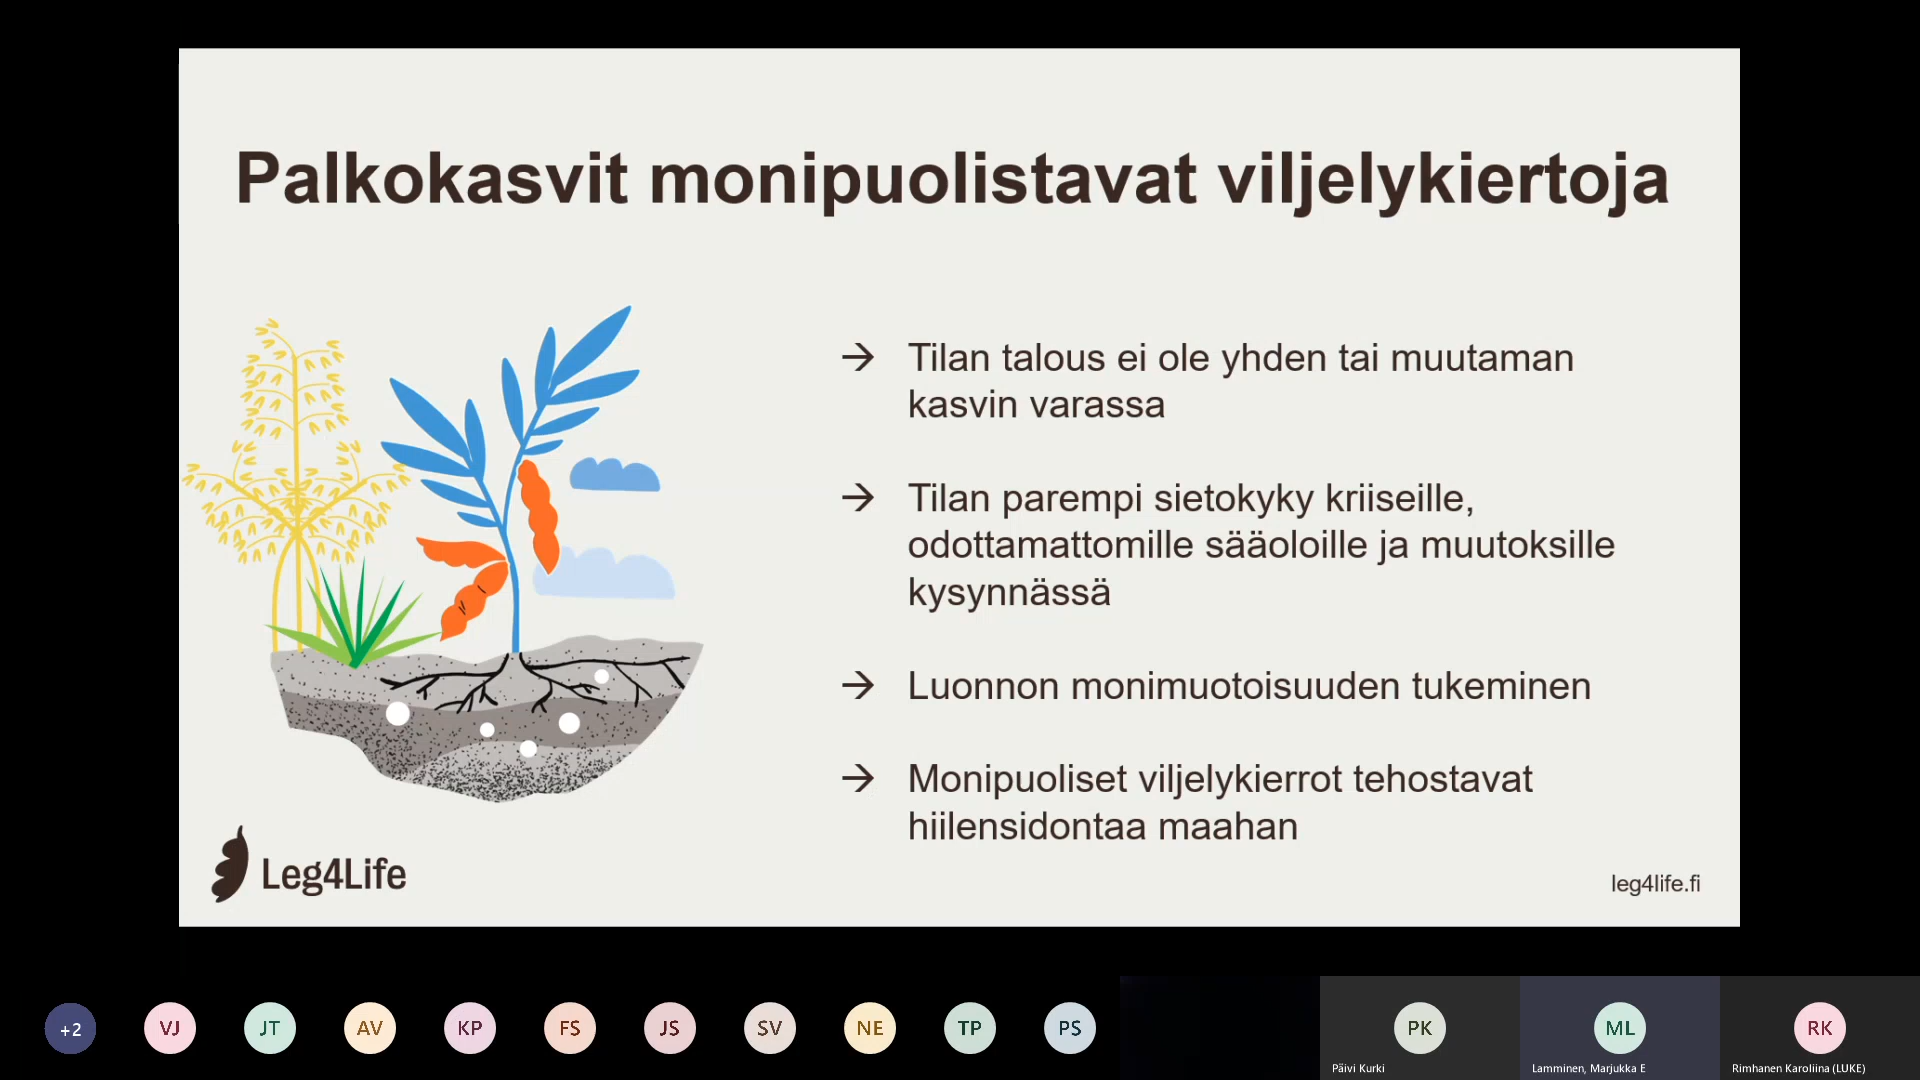 Palkokasvit monipuolistavat viljelykiertoja
→ Tilan talous ei ole yhden tai muutaman
kasvin varassa
→ Tilan parempi sietokyky kriiseille,
odottamattomille sääoloille ja muutoksille
kysynnässä
→ Luonnon monimuotoisuuden tukeminen
→ Monipuoliset viljelykierrot tehostavat
hiilensidontaa maahan
Leg4Life
leg4life.fi
+2
VJ
JT
AV
KP
FS
JS
SV
NE
TP
PS
PK
Päivi Kurki
ML
Lamminen, Marjukka E
RK
Rimhanen Karoliina (LUKE)